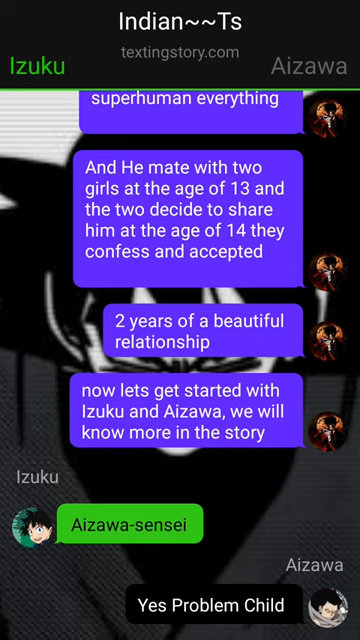 Indian~~Ts
textingstory.com
Izuku
Aizawa
superhuman everything
And He mate with two
girls at the age of 13 and
the two decide to share
him at the age of 14 they
confess and accepted
2 years of a beautiful
relationship
now lets get started with
Izuku and Aizawa, we will
know more in the story
Izuku
Aizawa-sensei
Aizawa
Yes Problem Child